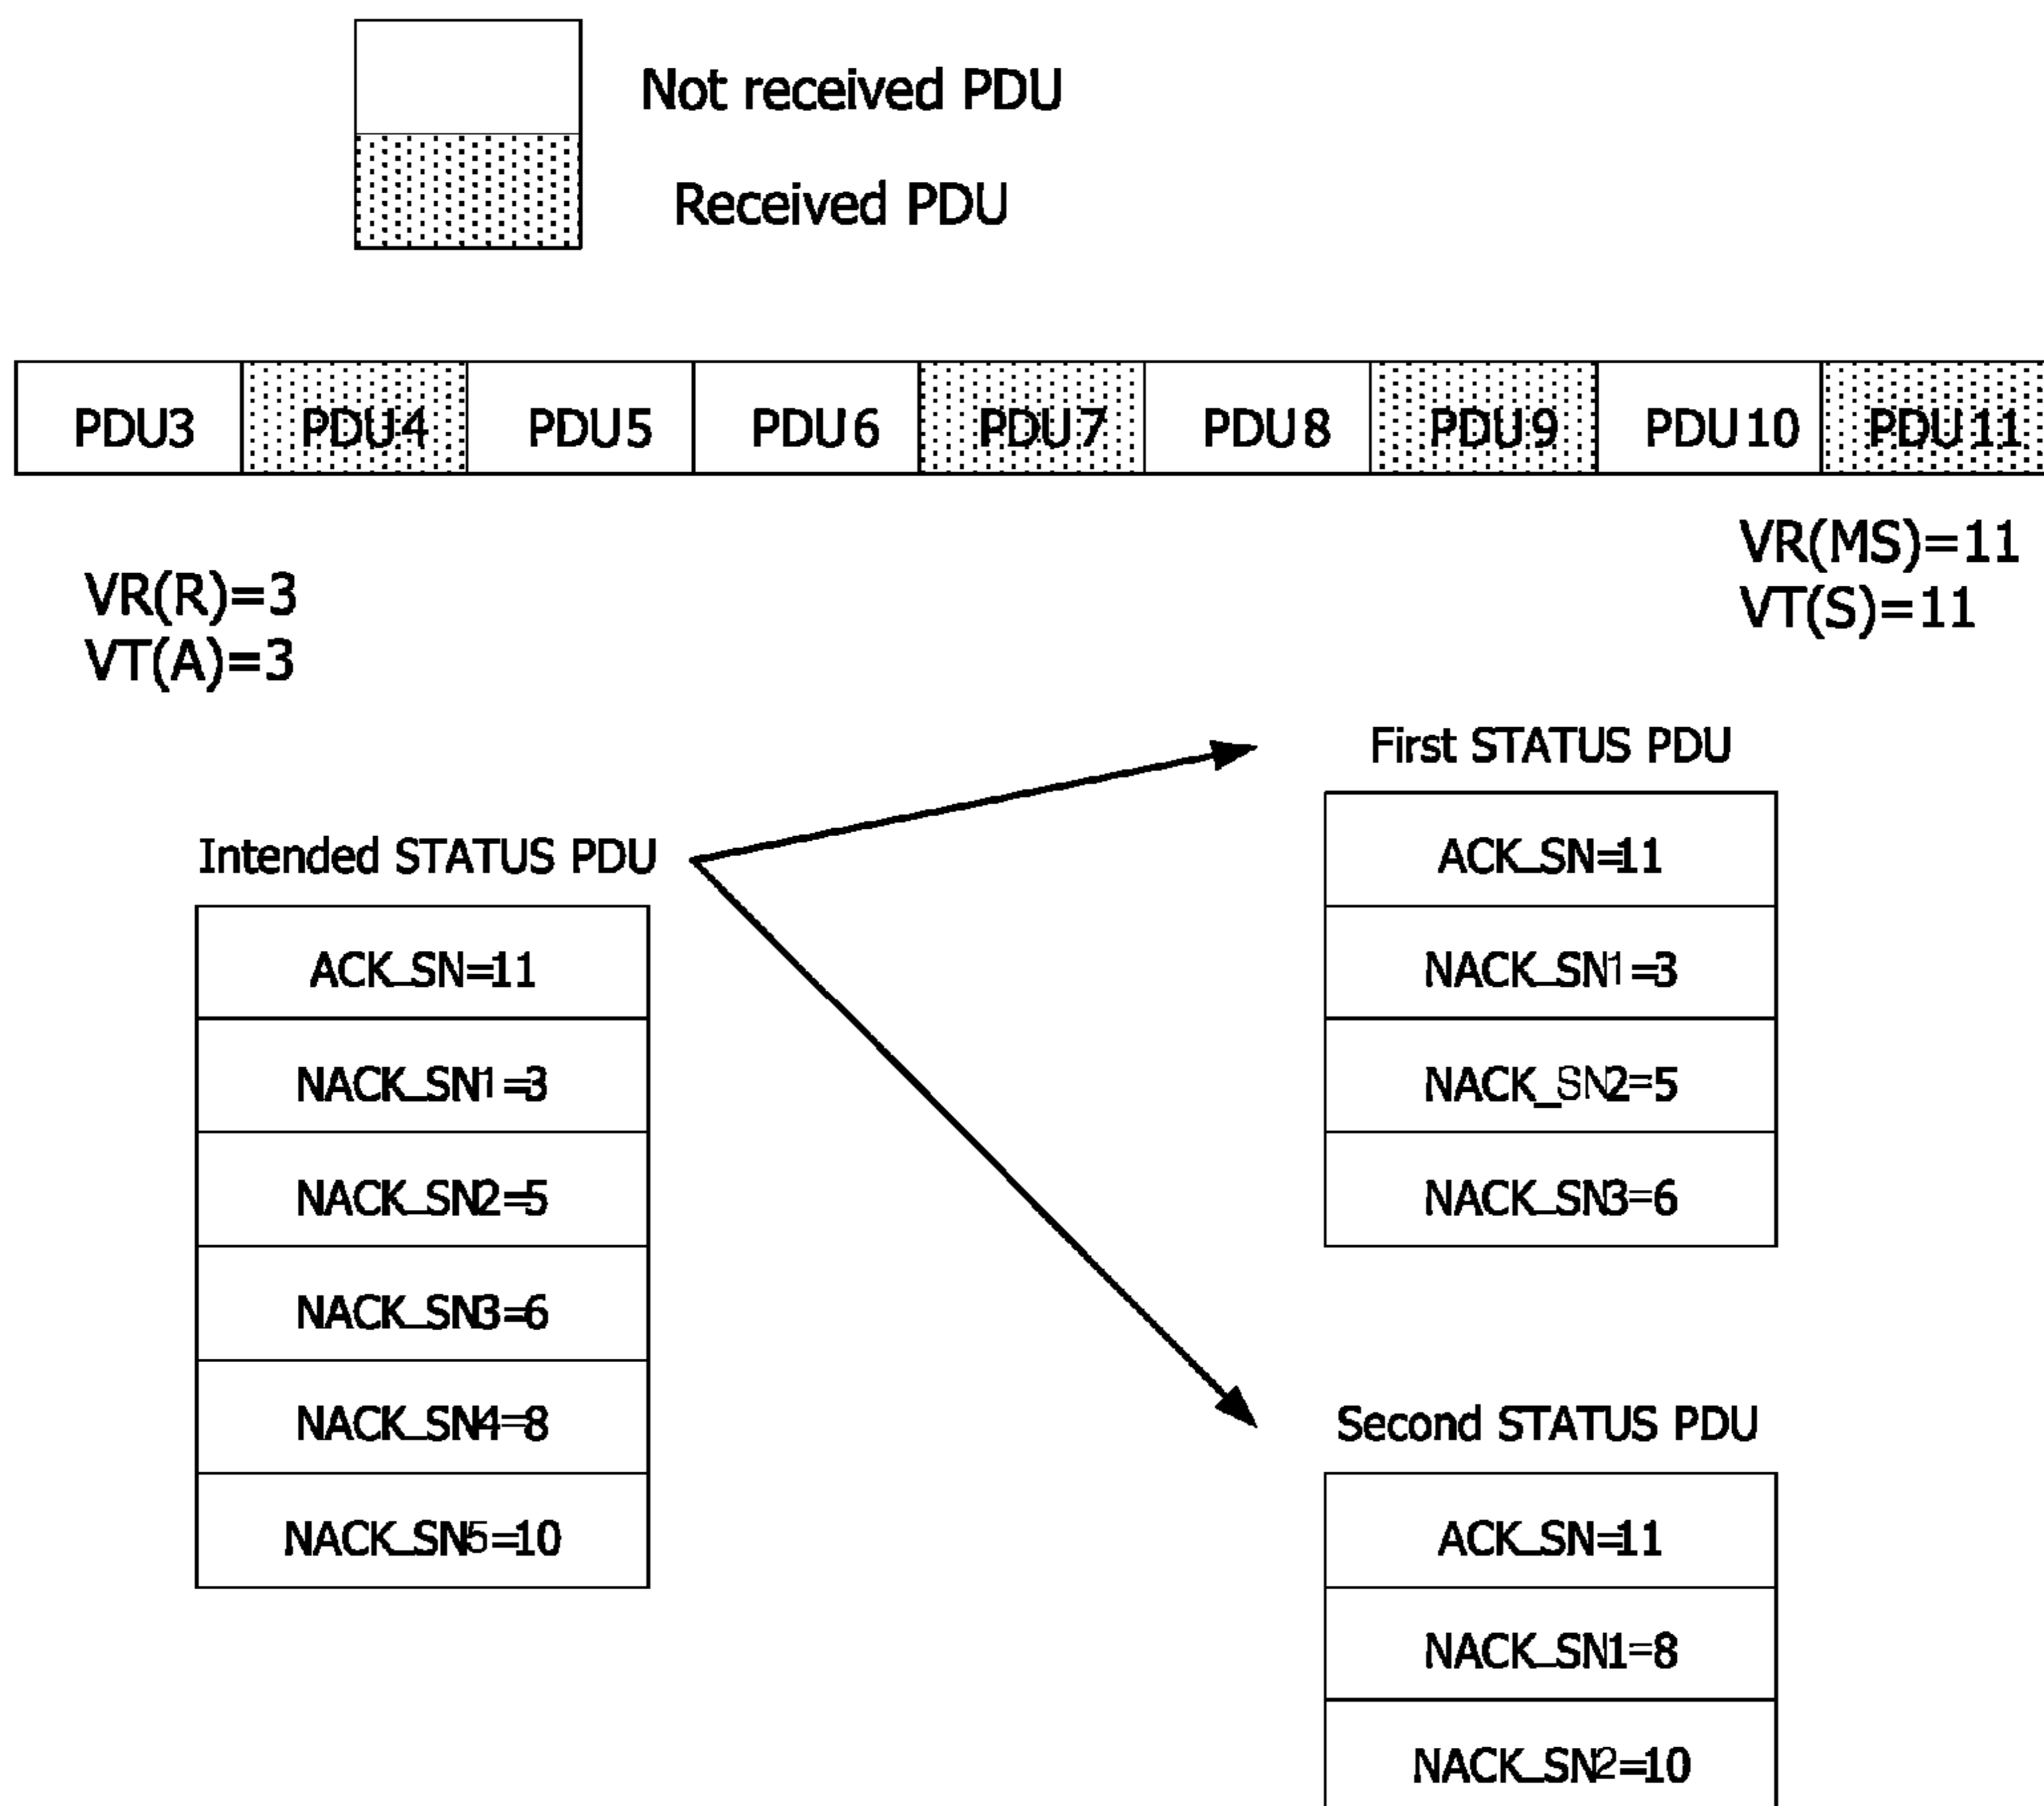 Not received PDU
Received PDU
PDU3 PDU4 PDU5 PDU6 PDU7 PDU8 PDU9 PDU10 PDU11
VR(R)=3
VT(A)=3
VR(MS)=11
VT(S)=11
Intended STATUS PDU
ACK_SN=11
NACK_SN1=3
NACK_SN2=5
NACK_SN3=6
NACK_SN4=8
NACK_SN5=10
First STATUS PDU
ACK_SN=11
NACK_SN1=3
NACK_SN2=5
NACK_SN3=6
Second STATUS PDU
ACK_SN=11
NACK_SN1=8
NACK_SN2=10